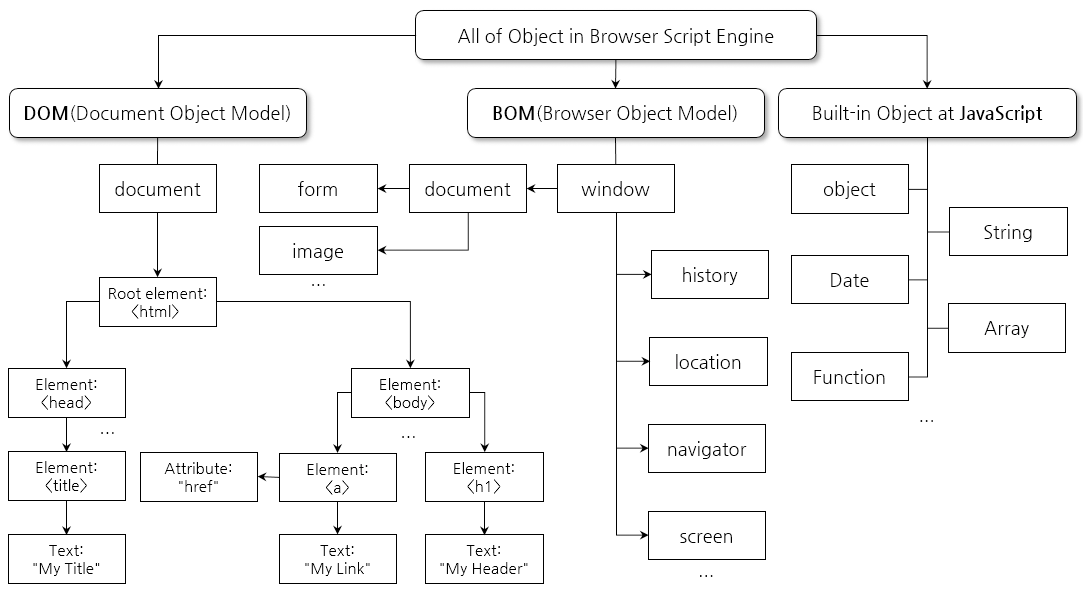 All of Object in Browser Script Engine
DOM(Document Object Model)
BOM(Browser Object Model)
Built-in Object at JavaScript
document
form
document
window
object
image
...
String
Root element:
<html>
history
Date
Array
location
Element:
<head>
...
Element:
<body>
...
Function
...
navigator
Element:
<title>
Attribute:
"href"
Element:
<a>
Element:
<h1>
screen
...
Text:
"My Title"
Text:
"My Link"
Text:
"My Header"